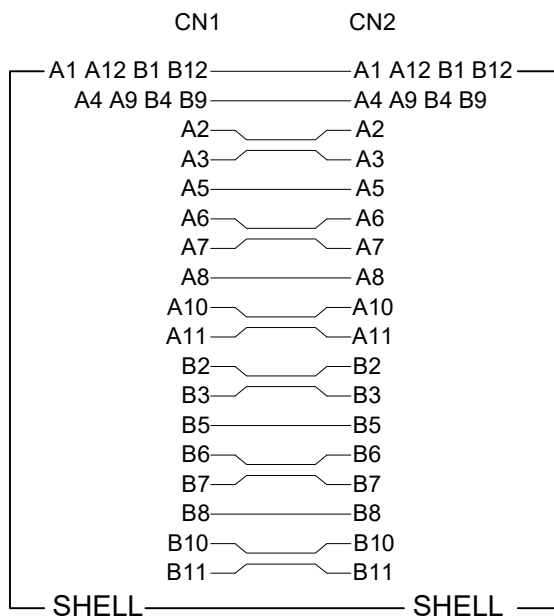 CN1 CN2
A1 A12 B1 B12 A1 A12 B1 B12
A4 A9 B4 B9 A4 A9 B4 B9
A2 A2
A3 A3
A5 A5
A6 A6
A7 A7
A8 A8
A10 A10
A11 A11
B2 B2
B3 B3
B5 B5
B6 B6
B7 B7
B8 B8
B10 B10
B11 B11
SHELL SHELL